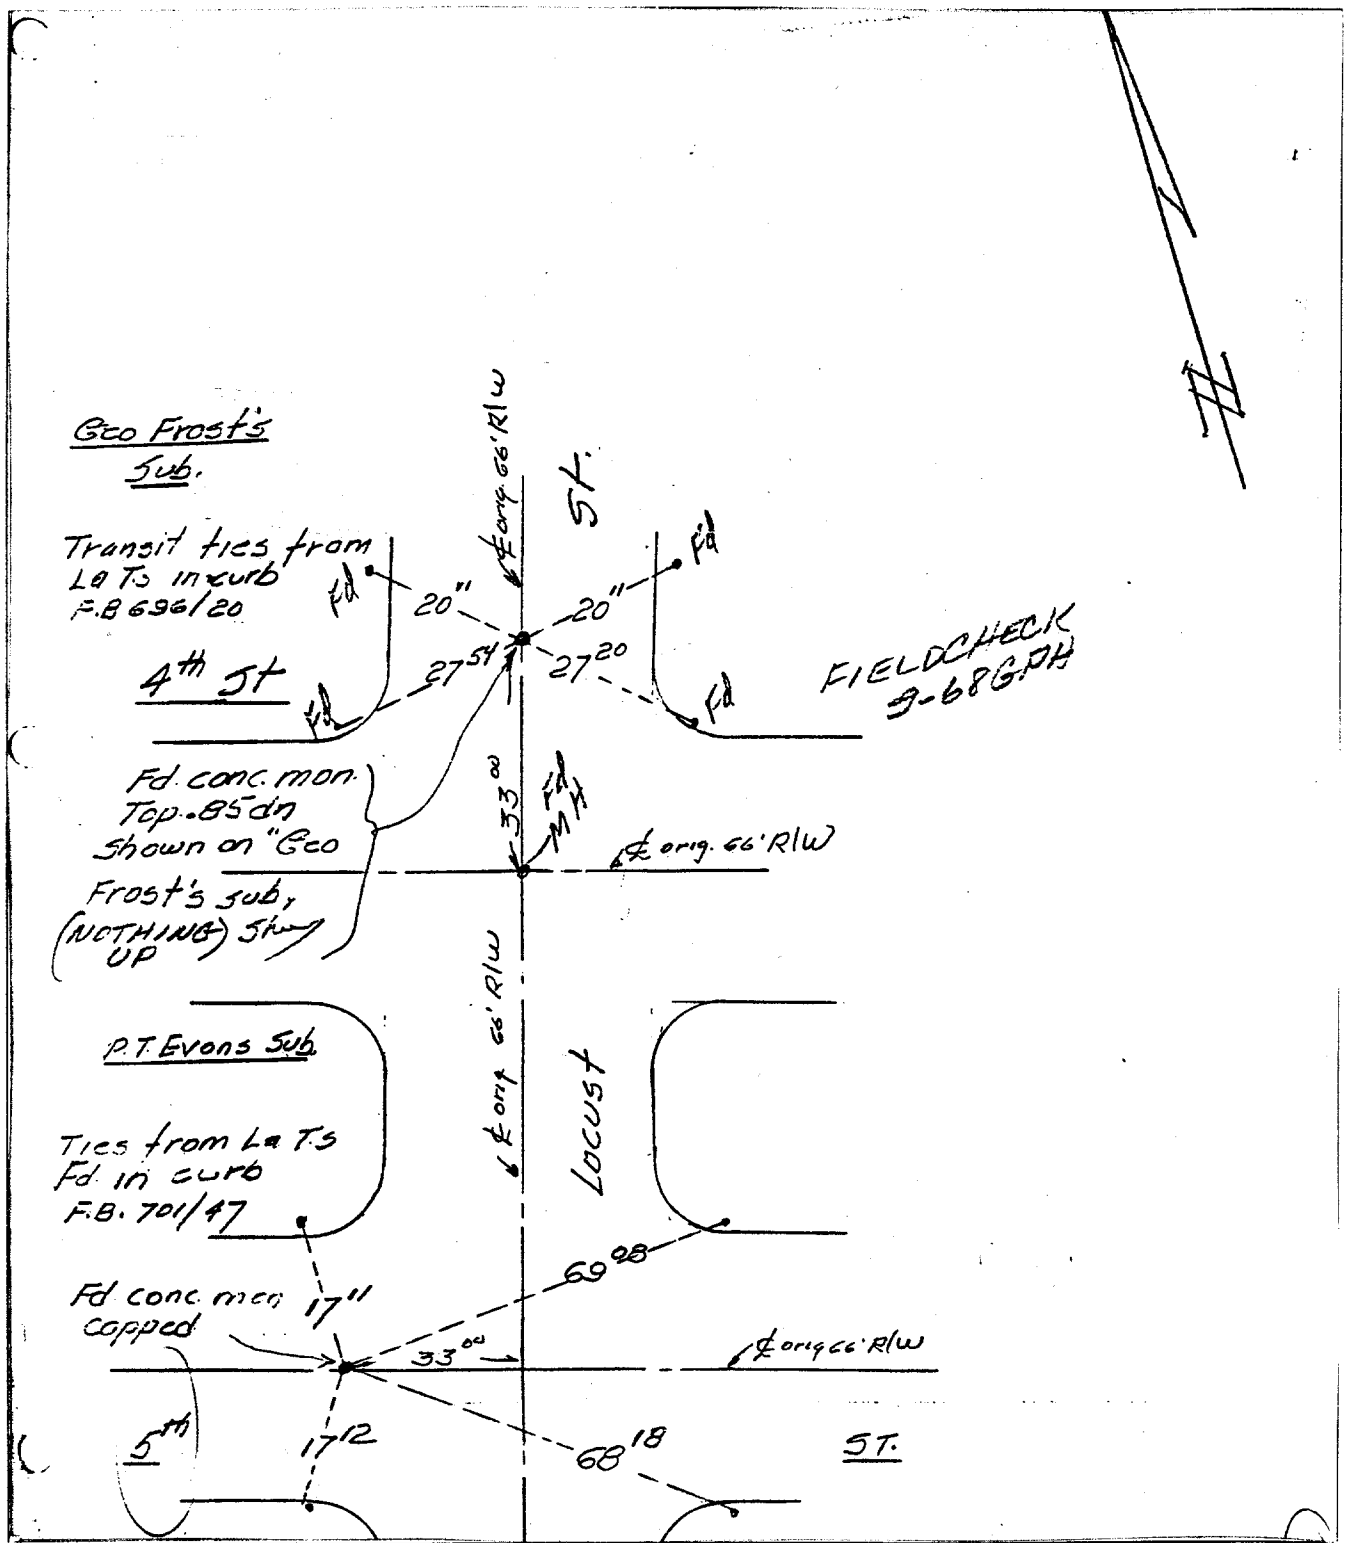 Geo Frost's
Sub.
℄ orig. 66' R/W
St.
Transit ties from
L & T's in curb
F.B 696/20
Fd
Fd
20"
20"
4th St
27 54
27 20
Fd
Fd
FIELDCHECK
9-68 GPH
Fd. conc. mon.
Top .85 dn
shown on "Geo
Frost's sub,
(NOTHING) Show
UP
33 00
Fd
MH
℄ orig. 66' R/W
℄ orig 66' R/W
P.T. Evans Sub.
Locust
Ties from L & T's
Fd. in curb
F.B. 701/47
69 98
Fd conc. mon
capped
17"
33 00
℄ orig 66' R/W
5th
17 12
68 18
ST.